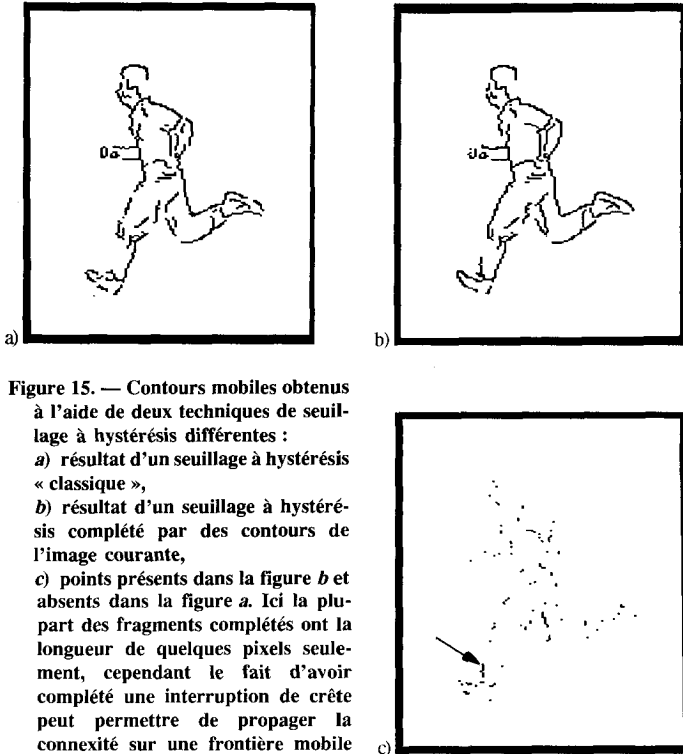 a)
b)
Figure 15. — Contours mobiles obtenus
à l'aide de deux techniques de seuil-
lage à hystérésis différentes :
a) résultat d'un seuillage à hystérésis
« classique »,
b) résultat d'un seuillage à hystéré-
sis complété par des contours de
l'image courante,
c) points présents dans la figure b et
absents dans la figure a. Ici la plu-
part des fragments complétés ont la
longueur de quelques pixels seule-
ment, cependant le fait d'avoir
complété une interruption de crête
peut permettre de propager la
connexité sur une frontière mobile
c)